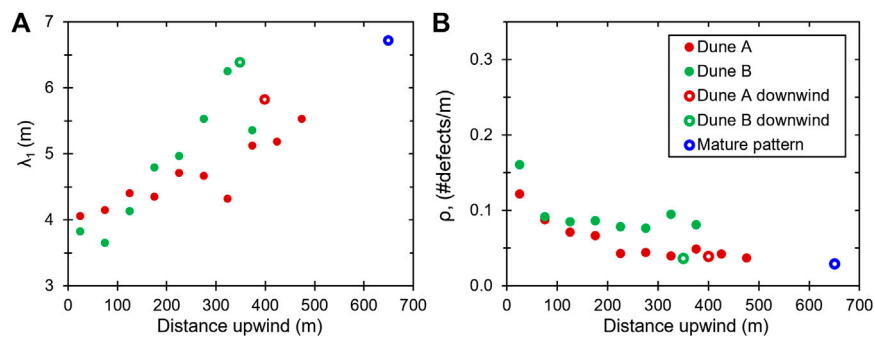 A
7
6
5
4
3
λ1 (m)
0 100 200 300 400 500 600 700
Distance upwind (m)
B
0.3
0.2
0.1
0.0
ρ, (#defects/m)
Dune A
Dune B
Dune A downwind
Dune B downwind
Mature pattern
0 100 200 300 400 500 600 700
Distance upwind (m)